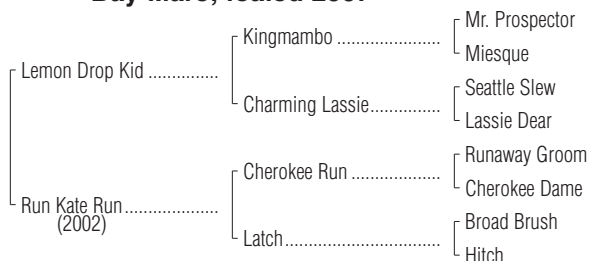 Bay Mare, foaled
Mr. Prospector
Kingmambo ....................
Miesque
Lemon Drop Kid ..............
Seattle Slew
Charming Lassie..............
Lassie Dear
Runaway Groom
Cherokee Run .................
Cherokee Dame
Run Kate Run...................
(2002)
Broad Brush
Latch..............................
Hitch